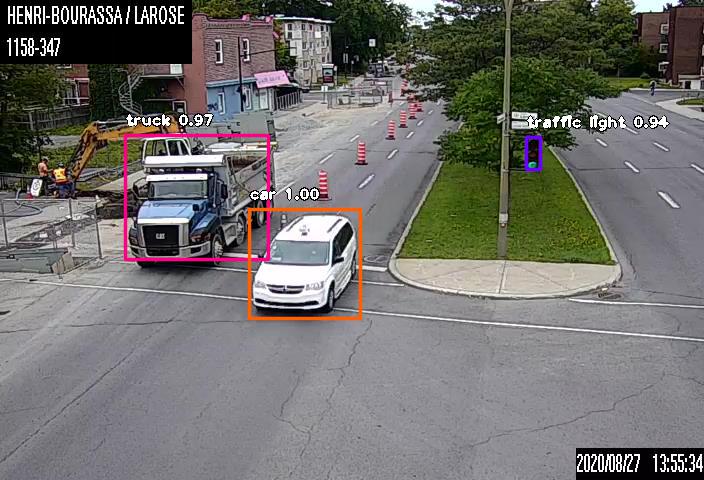 HENRI-BOURASSA / LAROSE
1158-347
truck 0.97
traffic light 0.94
car 1.00
CAT
2020/08/27 13:55:34